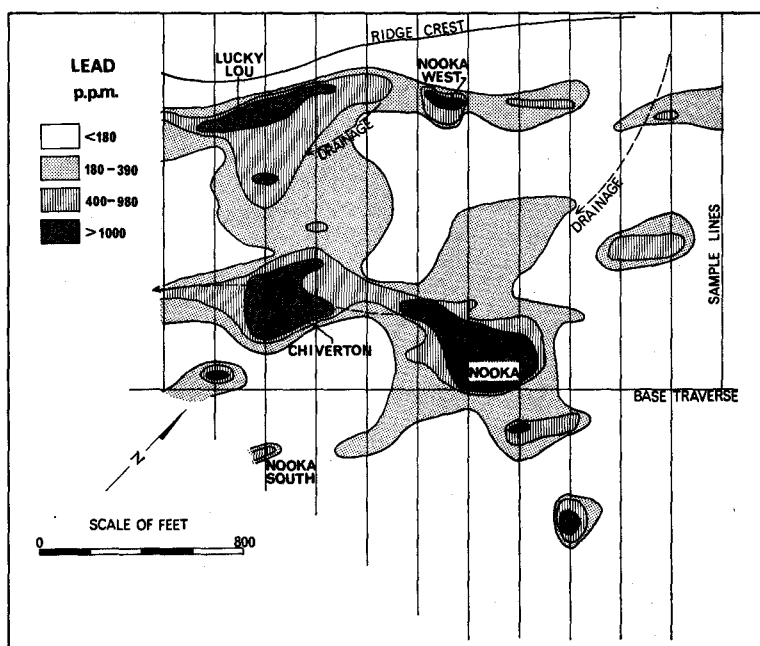 RIDGE CREST
LUCKY
LOU
NOOKA
WEST
LEAD
p.p.m.
<180
180-390
400-980
>1000
DRAINAGE
DRAINAGE
SAMPLE LINES
CHIVERTON
NOOKA
BASE TRAVERSE
N
NOOKA
SOUTH
SCALE OF FEET
0 800